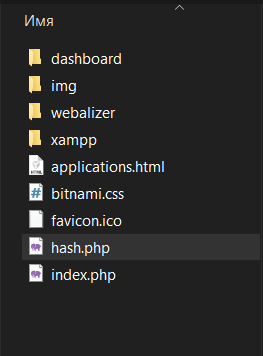 Имя
dashboard
img
webalizer
xampp
applications.html
bitnami.css
favicon.ico
hash.php
index.php